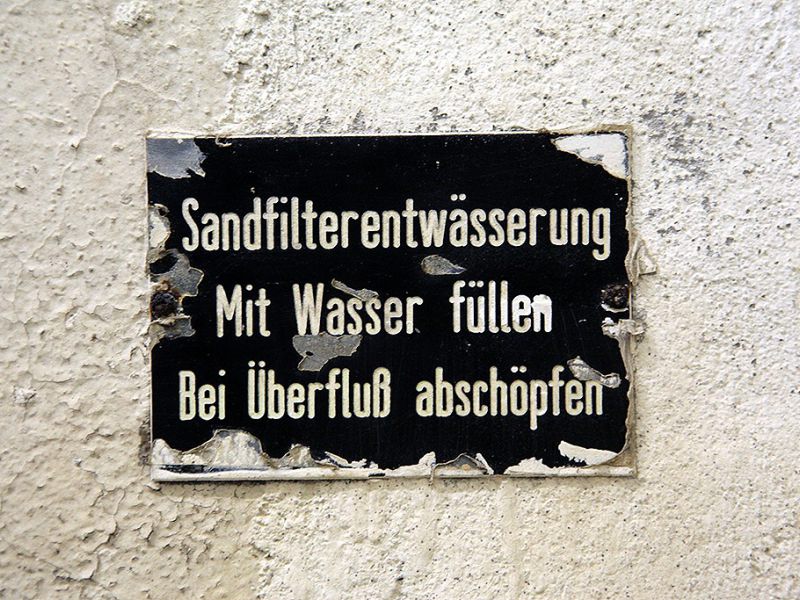 Sandfilterentwässerung
Mit Wasser füllen
Bei Überfluß abschöpfen